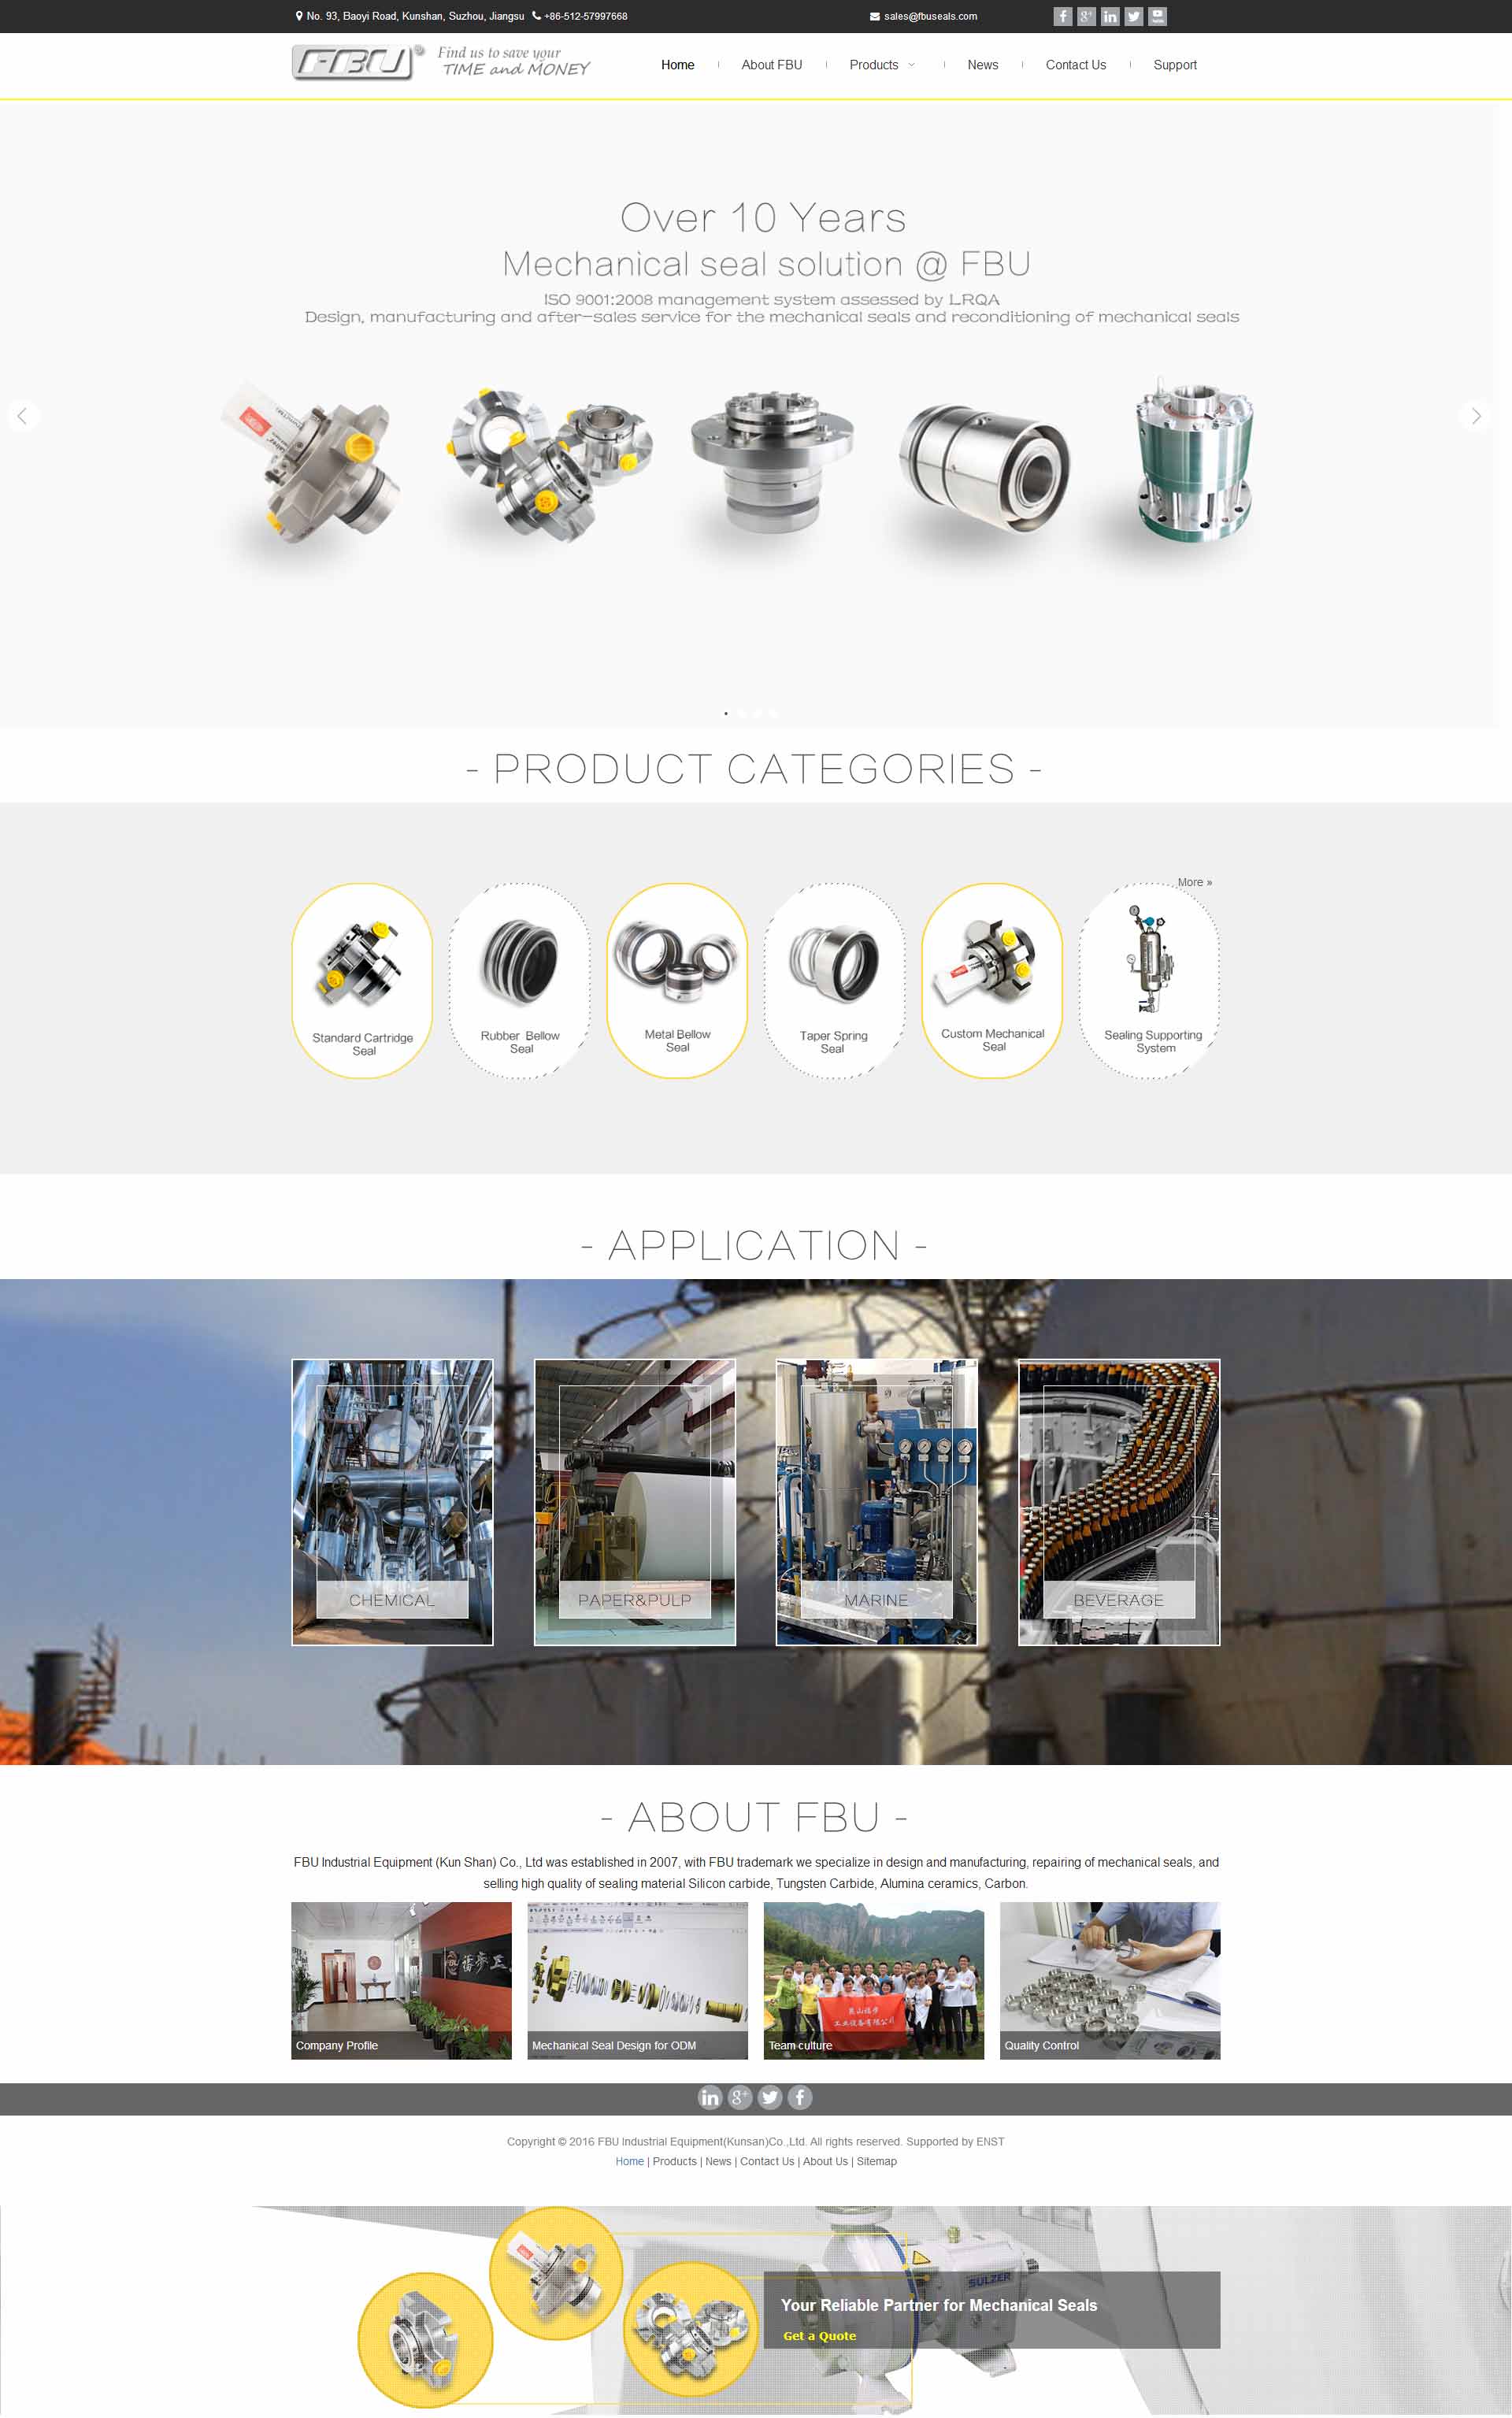 No. 93, Baoyi Road, Kunshan, Suzhou, Jiangsu +86-512-57997668 sales@fbuseals.com
FBU® Find us to save your
TIME and MONEY
Home About FBU Products News Contact Us Support
Over 10 Years
Mechanical seal solution @ FBU
ISO 9001:2008 management system assessed by LRQA
Design, manufacturing and after-sales service for the mechanical seals and reconditioning of mechanical seals
- PRODUCT CATEGORIES -
More »
Standard Cartridge
Seal
Rubber Bellow
Seal
Metal Bellow
Seal
Taper Spring
Seal
Custom Mechanical
Seal
Sealing Supporting
System
- APPLICATION -
CHEMICAL
PAPER&PULP
MARINE
BEVERAGE
- ABOUT FBU -
FBU Industrial Equipment (Kun Shan) Co., Ltd was established in 2007, with FBU trademark we specialize in design and manufacturing, repairing of mechanical seals, and
selling high quality of sealing material Silicon carbide, Tungsten Carbide, Alumina ceramics, Carbon.
Company Profile
Mechanical Seal Design for ODM
Team culture
Quality Control
Copyright © 2016 FBU Industrial Equipment(Kunsan)Co.,Ltd. All rights reserved. Supported by ENST
Home | Products | News | Contact Us | About Us | Sitemap
SULZER
Your Reliable Partner for Mechanical Seals
Get a Quote